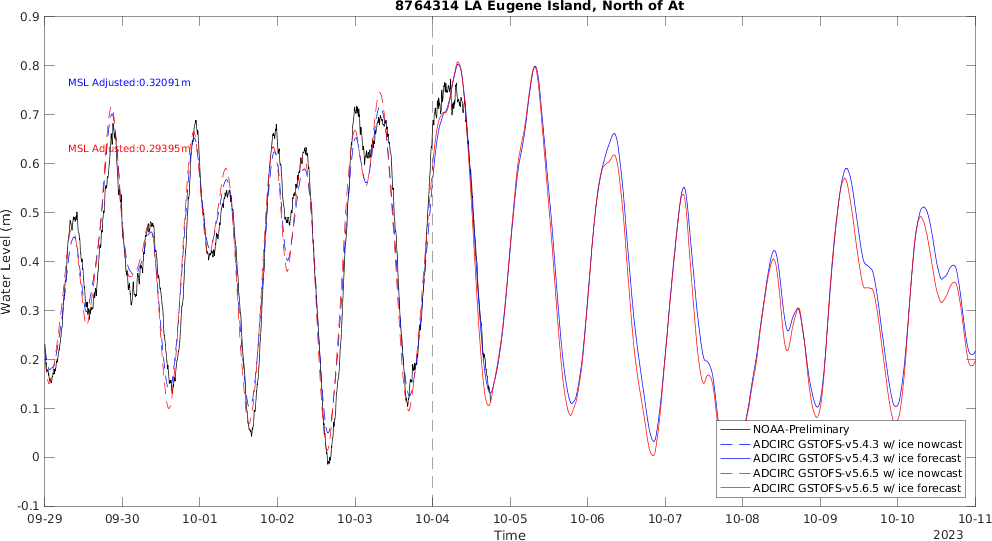 8764314 LA Eugene Island, North of At
0.9
0.8
0.7
0.6
0.5
0.4
0.3
0.2
0.1
0
-0.1
Water Level (m)
MSL Adjusted:0.32091m
MSL Adjusted:0.29395m
NOAA-Preliminary
ADCIRC GSTOFS-v5.4.3 w/ ice nowcast
ADCIRC GSTOFS-v5.4.3 w/ ice forecast
ADCIRC GSTOFS-v5.6.5 w/ ice nowcast
ADCIRC GSTOFS-v5.6.5 w/ ice forecast
09-29 09-30 10-01 10-02 10-03 10-04 10-05 10-06 10-07 10-08 10-09 10-10 10-11
Time
2023